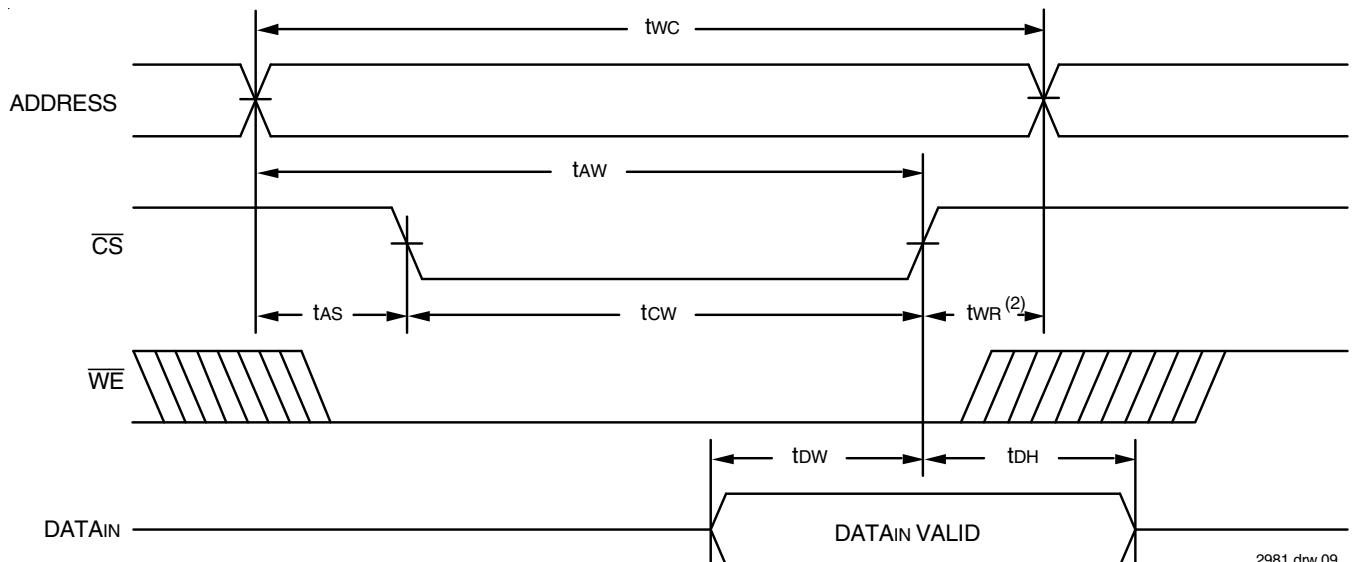 tWC
ADDRESS
tAW
CS
tAS
tCW
tWR (2)
WE
tDW
tDH
DATAIN
DATAIN VALID
2981 drw 09